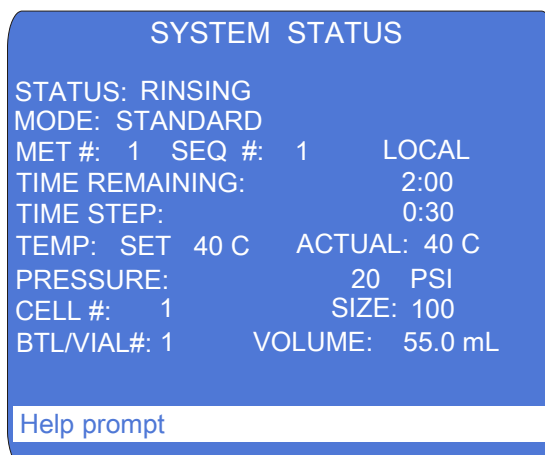 SYSTEM STATUS
STATUS: RINSING
MODE: STANDARD
MET #: 1 SEQ #: 1 LOCAL
TIME REMAINING: 2:00
TIME STEP: 0:30
TEMP: SET 40 C ACTUAL: 40 C
PRESSURE: 20 PSI
CELL #: 1 SIZE: 100
BTL/VIAL#: 1 VOLUME: 55.0 mL
Help prompt